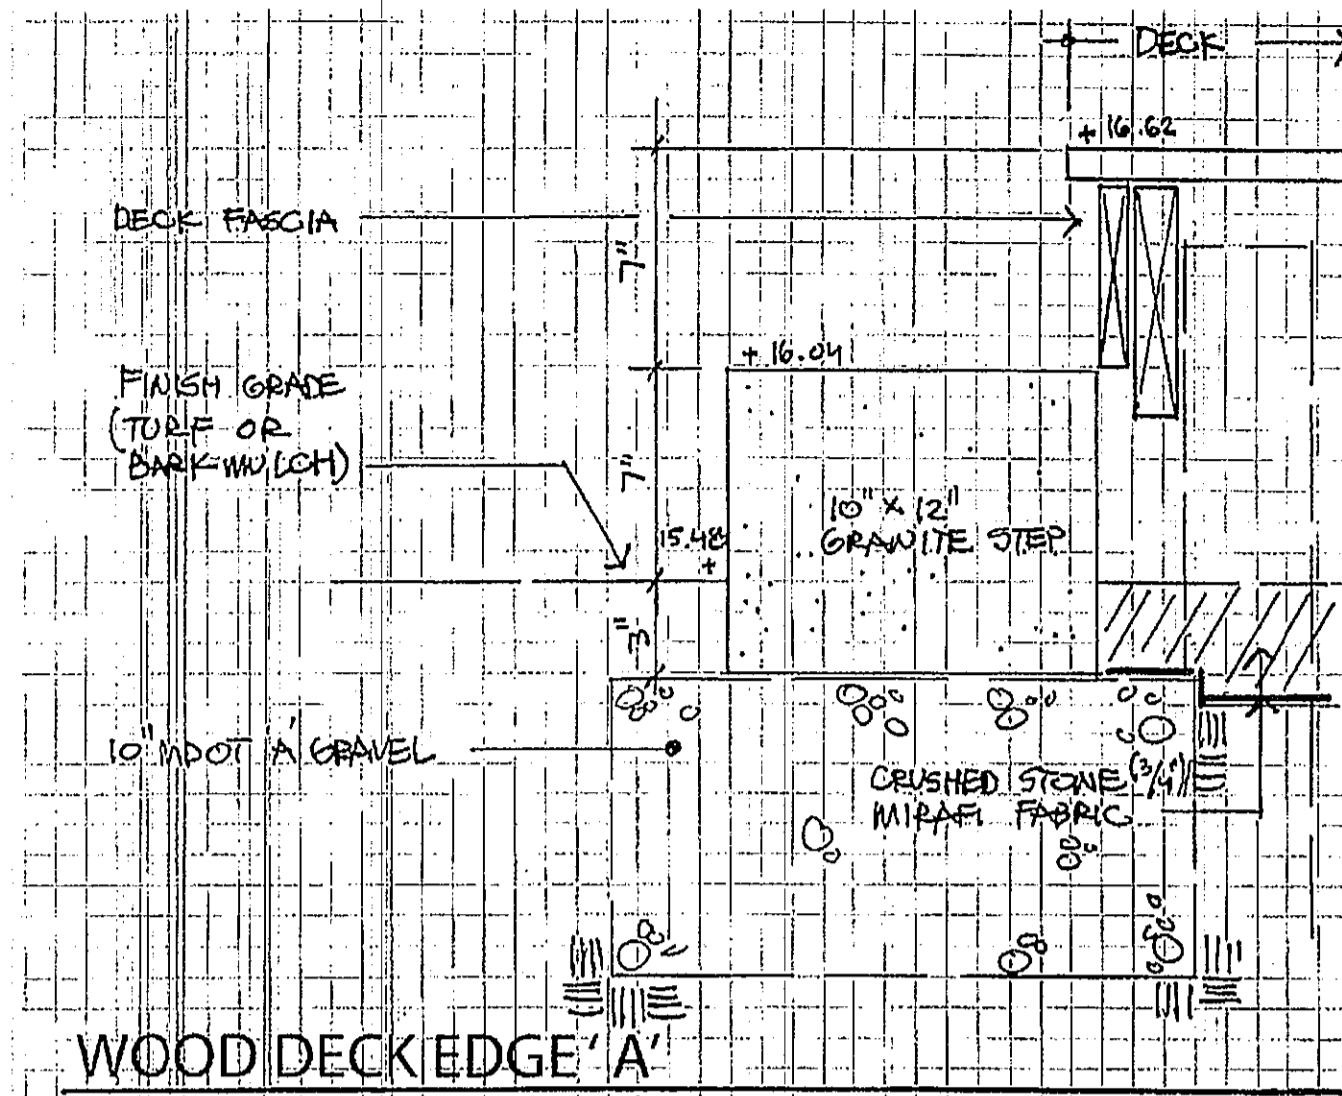 DECK
+ 16.62
DECK FASCIA
7"
+ 16.04
FINISH GRADE
(TURF OR
BARK MULCH)
7"
10" x 12"
GRANITE STEP
15.48
+
3"
10" MDOT 'A' GRAVEL
CRUSHED STONE (3/4")
MIRAFI FABRIC
WOOD DECK EDGE 'A'